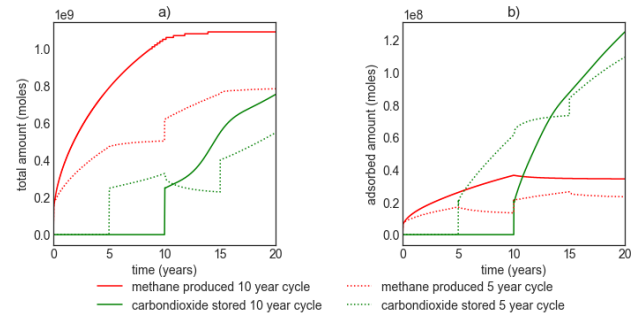 a)
b)
1e9
1e8
total amount (moles)
1.0
0.8
0.6
0.4
0.2
0.0
0 5 10 15 20
time (years)
adsorbed amount (moles)
1.2
1.0
0.8
0.6
0.4
0.2
0.0
0 5 10 15 20
time (years)
methane produced 10 year cycle
methane produced 5 year cycle
carbondioxide stored 10 year cycle
carbondioxide stored 5 year cycle